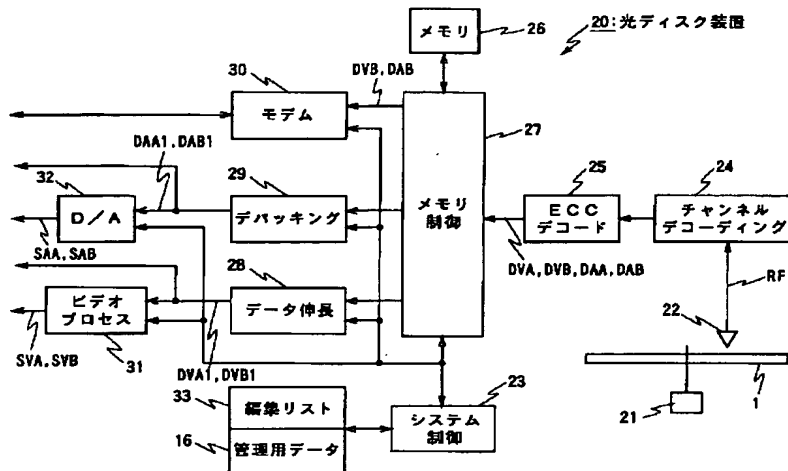 メモリ
26
20:光ディスク装置
30
DVB,DAB
モデム
27
DAA1,DAB1
32
29
25
24
D/A
デパッキング
メモリ
制御
ECC
デコード
チャンネル
デコーディング
SAA,SAB
28
DVA,DVB,DAA,DAB
RF
ビデオ
プロセス
データ伸長
22
SVA,SVB
31
DVA1,DVB1
23
33
編集リスト
システム
制御
21
1
16
管理用データ